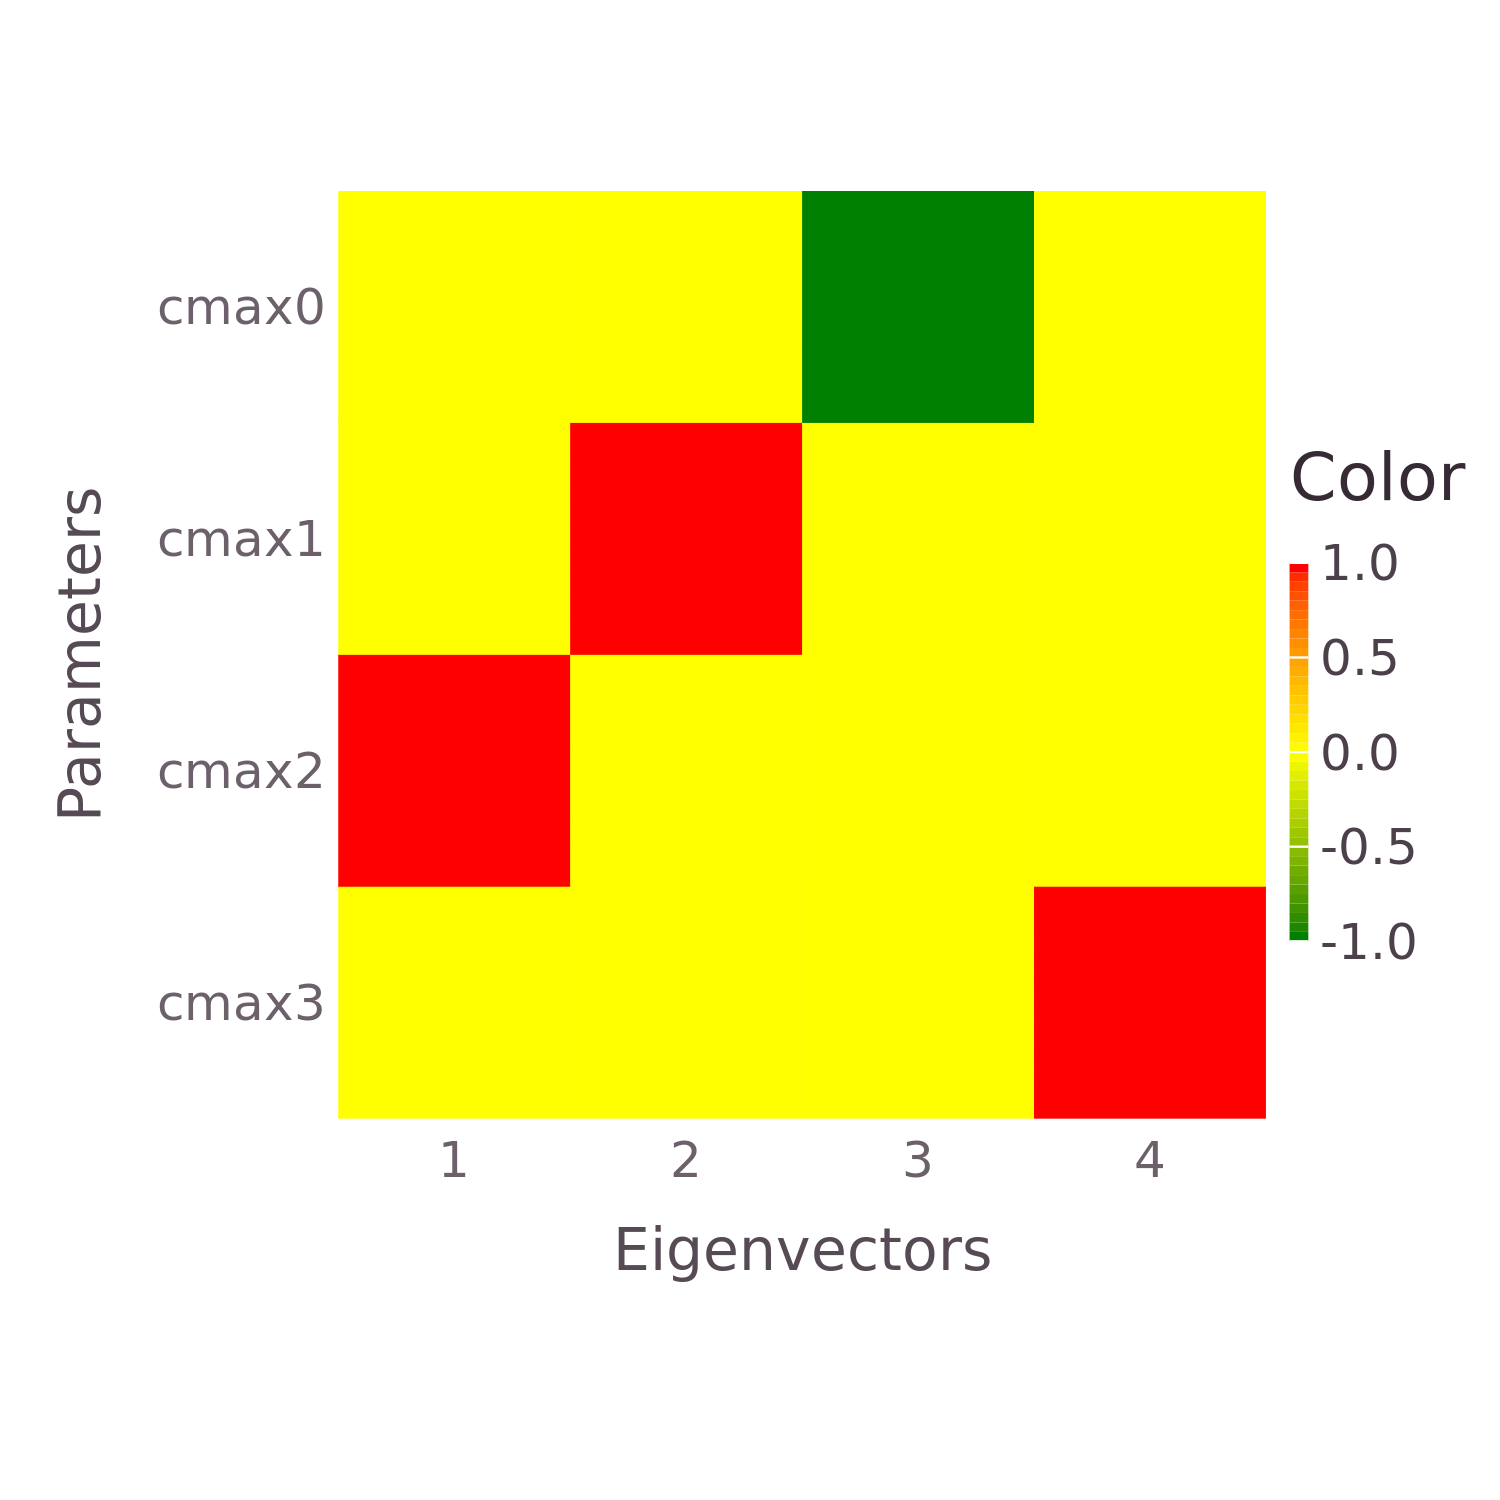 Parameters
cmax0
cmax1
cmax2
cmax3
1 2 3 4
Eigenvectors
Color
1.0
0.5
0.0
-0.5
-1.0